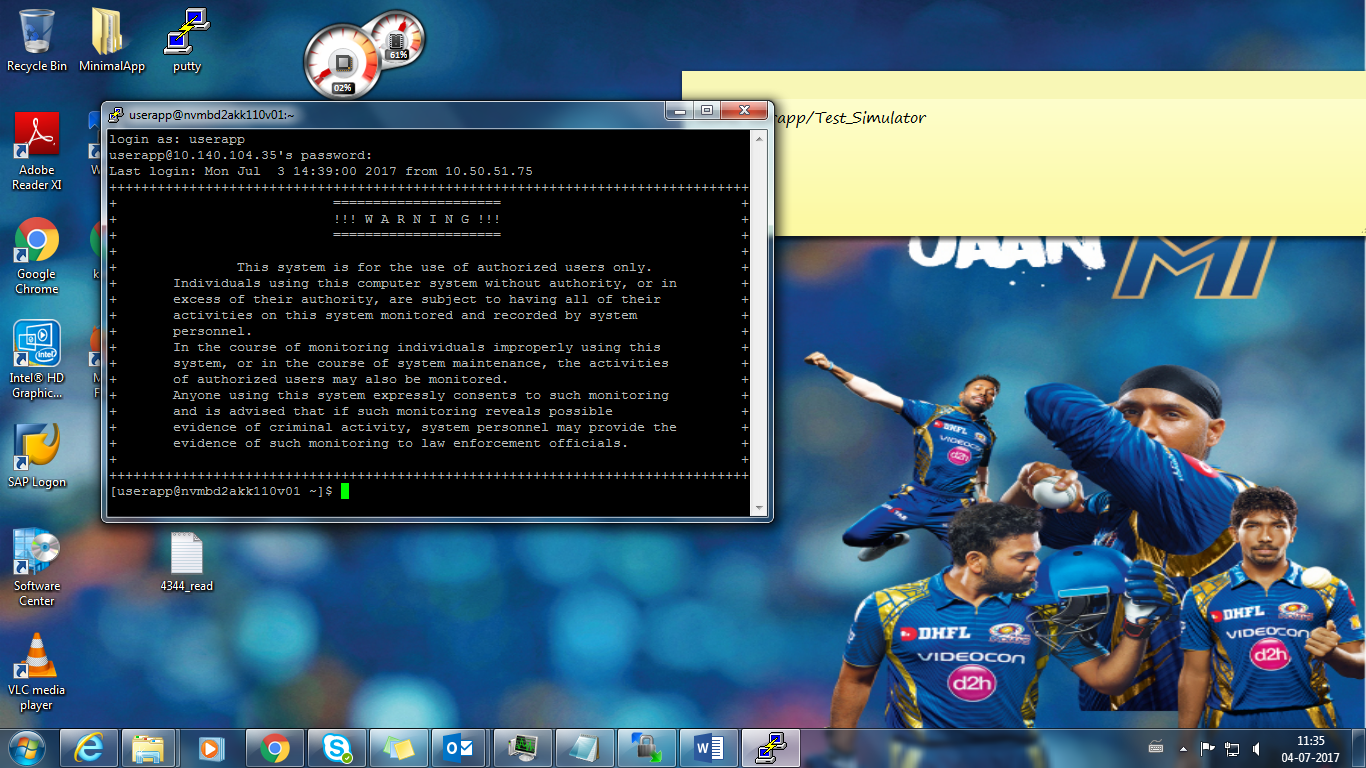 Recycle Bin
MinimalApp
putty
02%
61%
Adobe
Reader XI
Google
Chrome
Intel® HD
Graphic...
SAP Logon
Software
Center
4344_read
VLC media
player
userapp@nvmbd2akk110v01:~
login as: userapp
userapp@10.140.104.35's password:
Last login: Mon Jul  3 14:39:00 2017 from 10.50.51.75
++++++++++++++++++++++++++++++++++++++++++++++++++++++++++++++++++++++++++++++++
+ ===================== +
+ !!! W A R N I N G !!! +
+ ===================== +
+ +
+ This system is for the use of authorized users only. +
+ Individuals using this computer system without authority, or in +
+ excess of their authority, are subject to having all of their +
+ activities on this system monitored and recorded by system +
+ personnel. +
+ In the course of monitoring individuals improperly using this +
+ system, or in the course of system maintenance, the activities +
+ of authorized users may also be monitored. +
+ Anyone using this system expressly consents to such monitoring +
+ and is advised that if such monitoring reveals possible +
+ evidence of criminal activity, system personnel may provide the +
+ evidence of such monitoring to law enforcement officials. +
+ +
++++++++++++++++++++++++++++++++++++++++++++++++++++++++++++++++++++++++++++++++
[userapp@nvmbd2akk110v01 ~]$
/Test_Simulator
JAAN
MI
VIDEOCON
d2h
DHFL
VIDEOCON
d2h
DHFL
VIDEOCON
d2h
11:35
04-07-2017